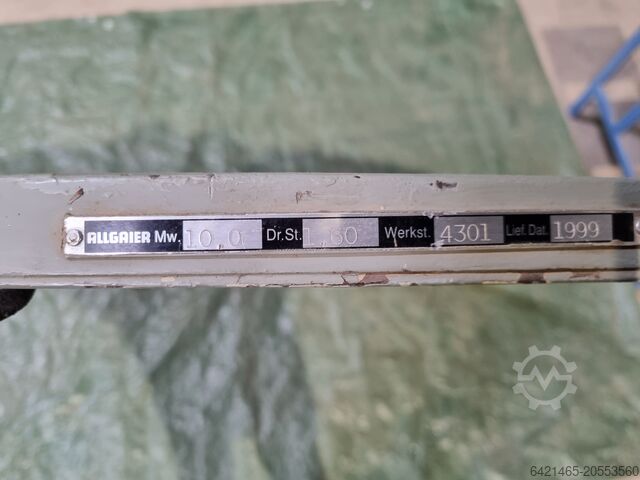 ALLGAIER Mw. 10,0 Dr.St. 1,60 Werkst. 4301 Lief. Dat. 1999
6421465-20553560